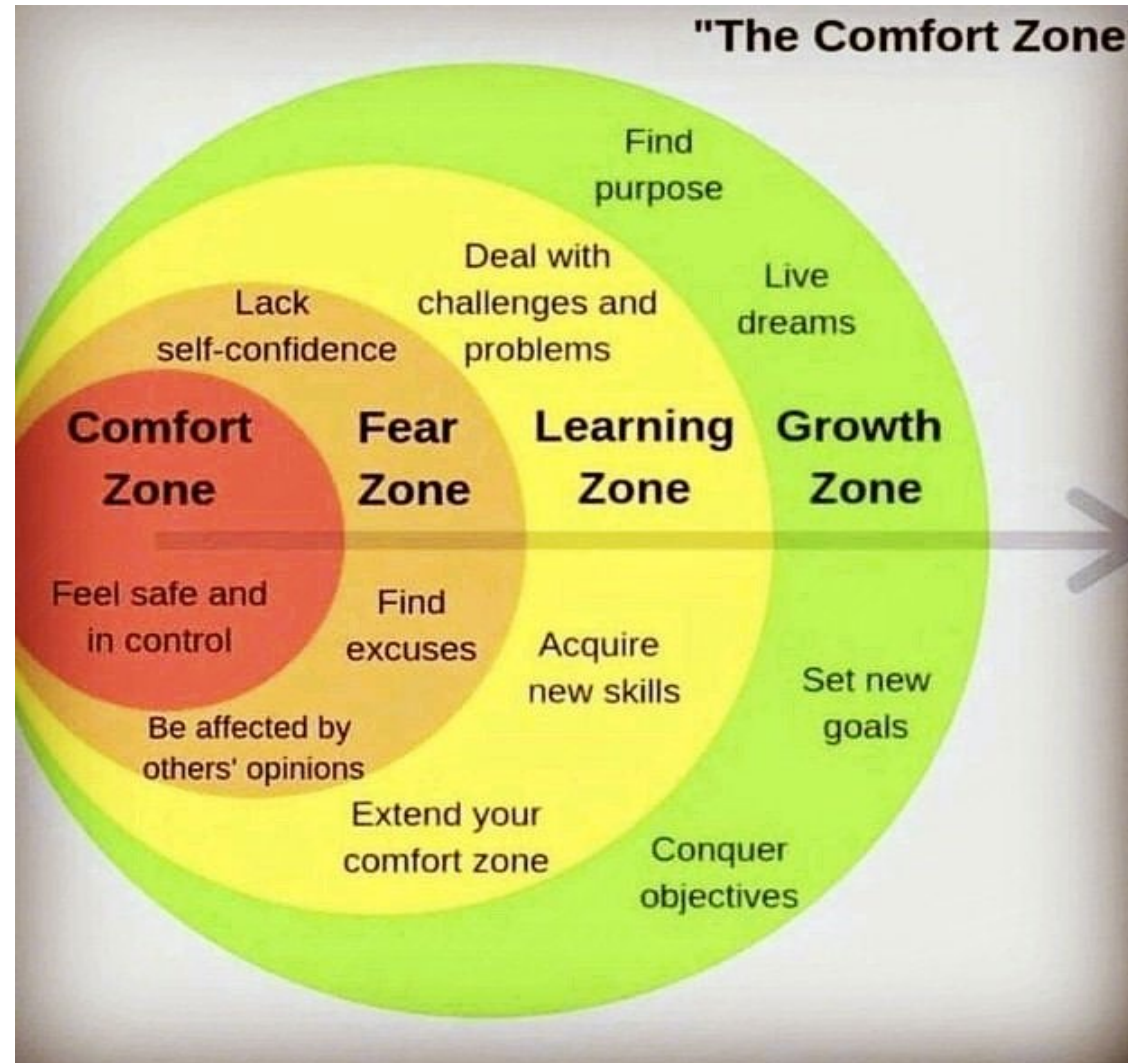 "The Comfort Zone
Find
purpose
Deal with
challenges and
problems
Live
dreams
Lack
self-confidence
Comfort
Zone
Fear
Zone
Learning
Zone
Growth
Zone
Feel safe and
in control
Find
excuses
Acquire
new skills
Set new
goals
Be affected by
others' opinions
Extend your
comfort zone
Conquer
objectives